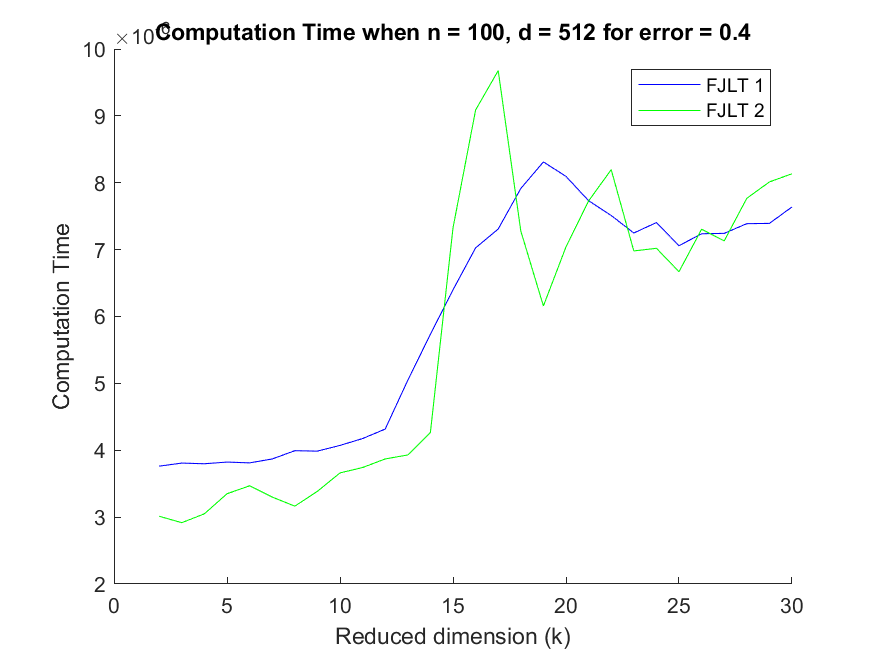 ×10
Computation Time when n = 100, d = 512 for error = 0.4
FJLT 1
FJLT 2
10
9
8
7
6
5
4
3
2
Computation Time
0 5 10 15 20 25 30
Reduced dimension (k)